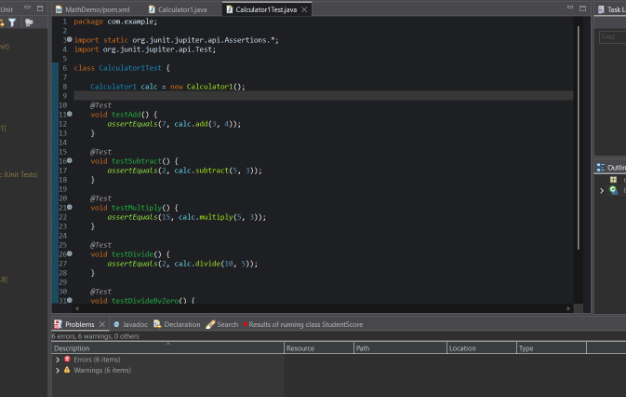 Unit
MathDemo/pom.xml
Calculator1.java
Calculator1Test.java
Task L
Find
1 package com.example;
2
3 import static org.junit.jupiter.api.Assertions.*;
4 import org.junit.jupiter.api.Test;
5
6 class Calculator1Test {
7
8 Calculator1 calc = new Calculator1();
9
10 @Test
11 void testAdd() {
12 assertEquals(7, calc.add(3, 4));
13 }
14
15 @Test
16 void testSubtract() {
17 assertEquals(2, calc.subtract(5, 3));
18 }
19
20 @Test
21 void testMultiply() {
22 assertEquals(15, calc.multiply(5, 3));
23 }
24
25 @Test
26 void testDivide() {
27 assertEquals(2, calc.divide(10, 5));
28 }
29
30 @Test
31 void testDivideByZero() {
1]
JUnit Tests)
Outlin
Problems
Javadoc
Declaration
Search
Results of running class StudentScore
6 errors, 6 warnings, 0 others
Description Resource Path Location Type
Errors (6 items)
Warnings (6 items)